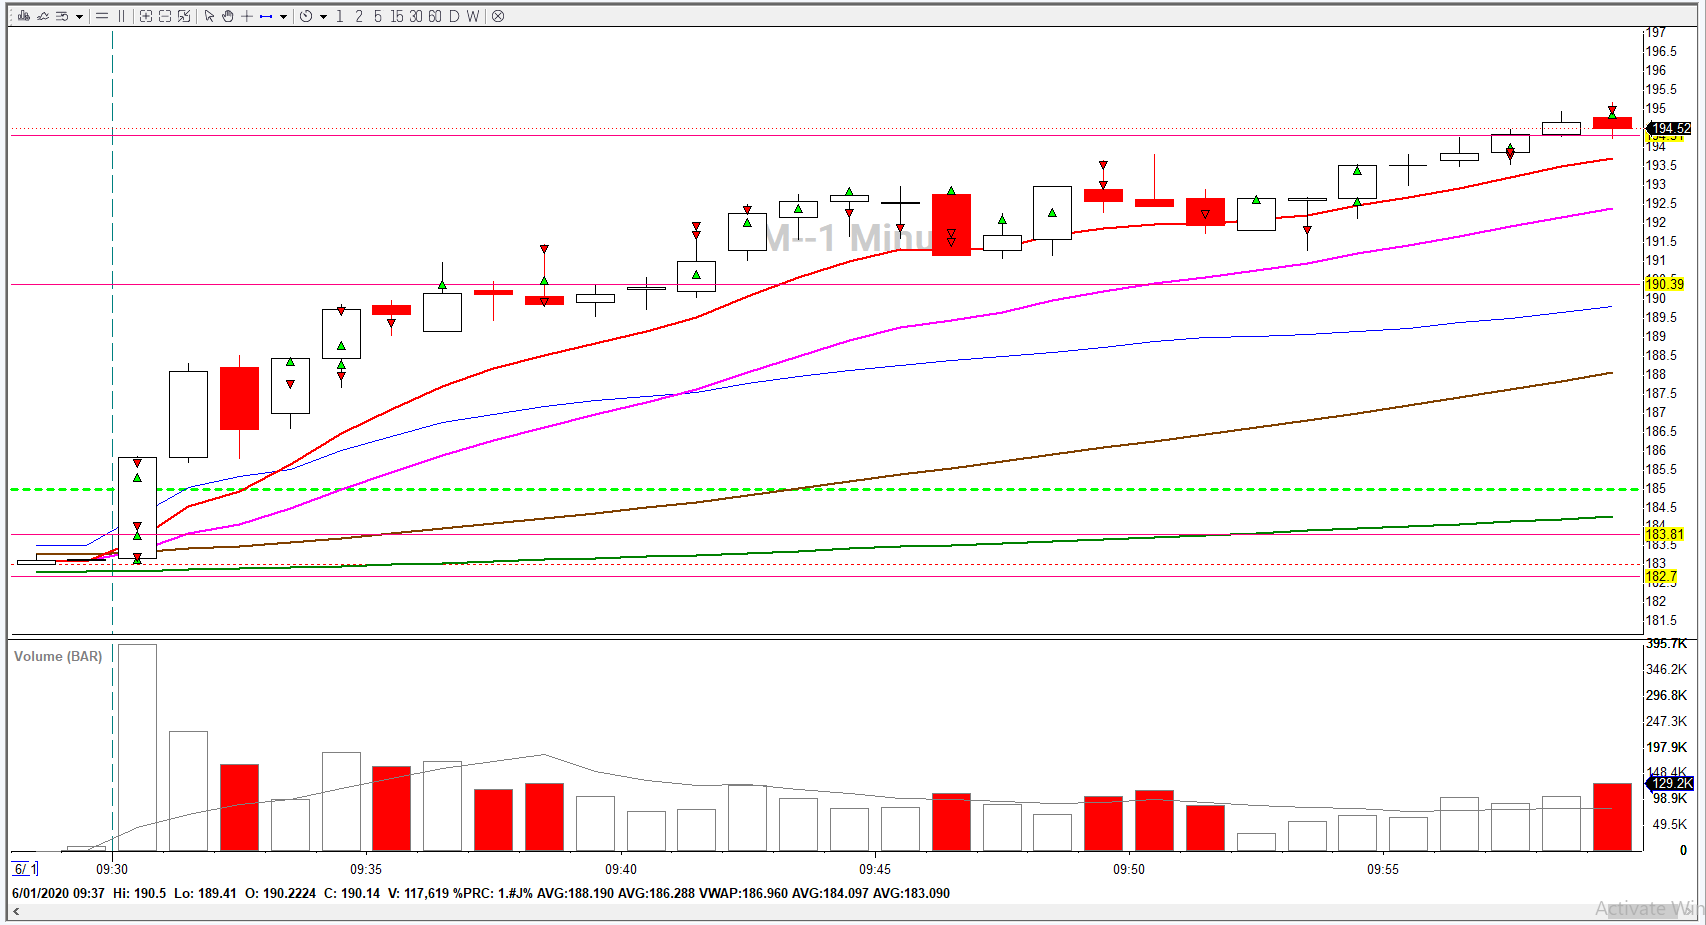 1 2 5 15 30 60 D W
197
196.5
196
195.5
195
194.52
194
193.5
193
192.5
192
M--1 Minu
191.5
191
190.39
190
189.5
189
188.5
188
187.5
187
186.5
186
185.5
185
184.5
184
183.81
183.5
183
182.7
182.5
182
181.5
Volume (BAR)
395.7K
346.2K
296.8K
247.3K
197.9K
148.4K
129.2K
98.9K
49.5K
0
6/ 1 09:30 09:35 09:40 09:45 09:50 09:55
6/01/2020 09:37 Hi: 190.5 Lo: 189.41 O: 190.2224 C: 190.14 V: 117,619 %PRC: 1.#J% AVG:188.190 AVG:186.288 VWAP:186.960 AVG:184.097 AVG:183.090
Activate Win